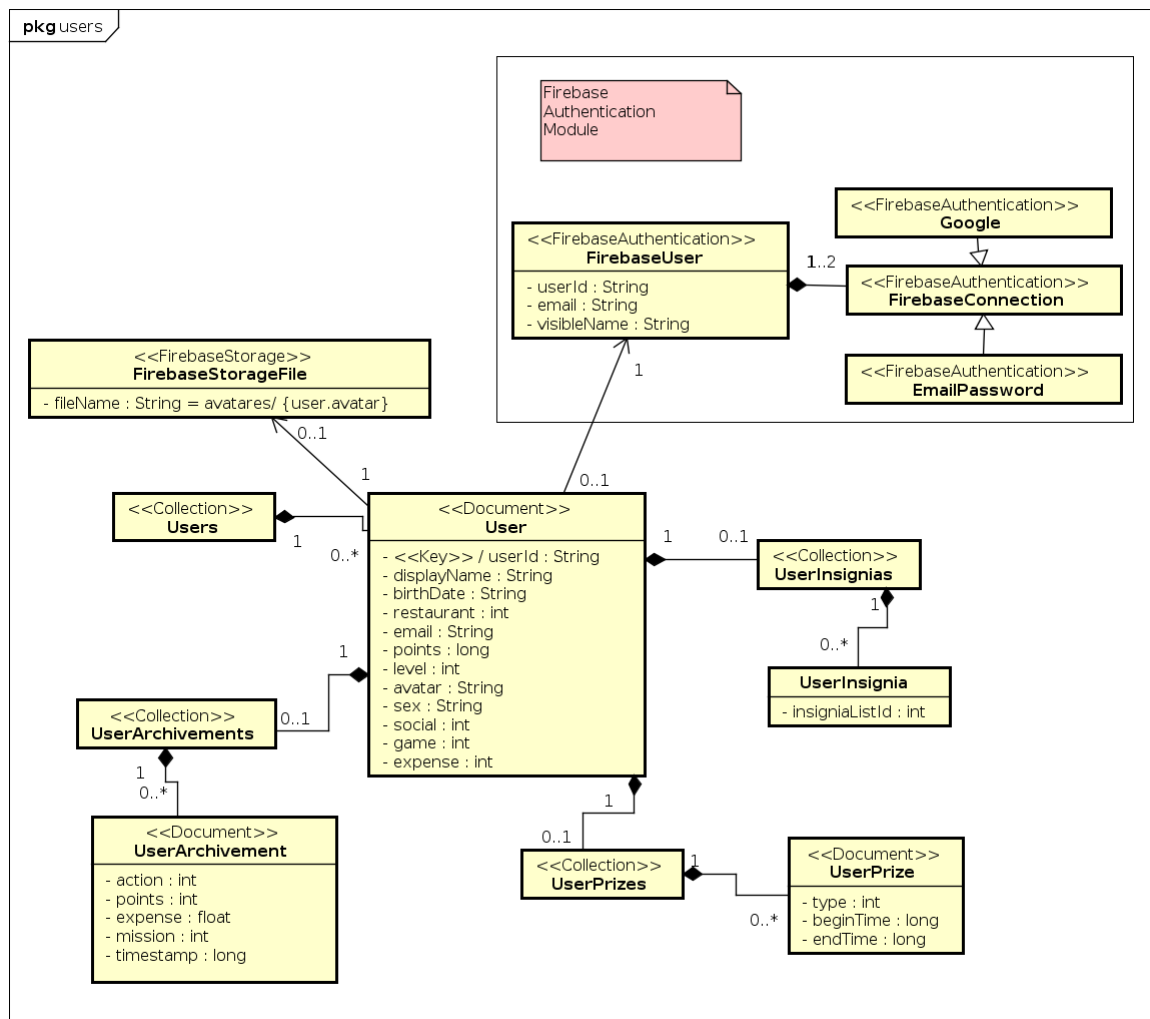 pkg users
Firebase
Authentication
Module
<<FirebaseAuthentication>>
Google
<<FirebaseAuthentication>>
FirebaseUser
- userId : String
- email : String
- visibleName : String
1..2
<<FirebaseAuthentication>>
FirebaseConnection
<<FirebaseAuthentication>>
EmailPassword
1
0..1
<<FirebaseStorage>>
FirebaseStorageFile
- fileName : String = avatares/ {user.avatar}
0..1
1
<<Collection>>
Users
1
0..*
<<Document>>
User
- <<Key>> / userId : String
- displayName : String
- birthDate : String
- restaurant : int
- email : String
- points : long
- level : int
- avatar : String
- sex : String
- social : int
- game : int
- expense : int
1
0..1
<<Collection>>
UserInsignias
1
0..*
UserInsignia
- insigniaListId : int
1
0..1
<<Collection>>
UserArchivements
1
0..*
<<Document>>
UserArchivement
- action : int
- points : int
- expense : float
- mission : int
- timestamp : long
1
0..1
<<Collection>>
UserPrizes
1
0..*
<<Document>>
UserPrize
- type : int
- beginTime : long
- endTime : long